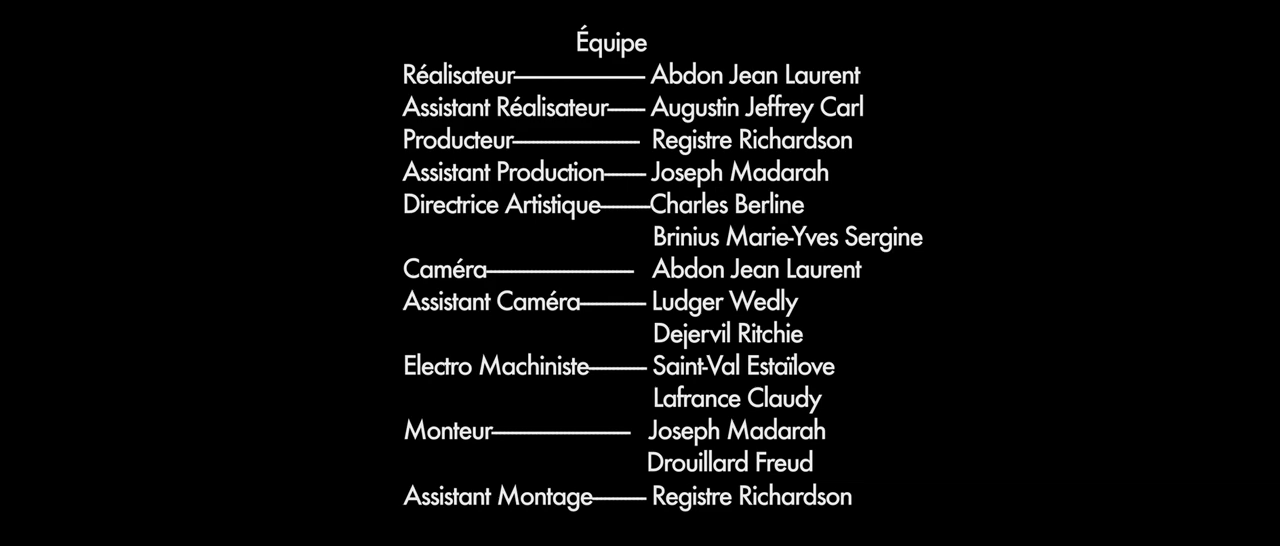 Équipe
Réalisateur Abdon Jean Laurent
Assistant Réalisateur Augustin Jeffrey Carl
Producteur Registre Richardson
Assistant Production Joseph Madarah
Directrice Artistique Charles Berline
Brinius Marie-Yves Sergine
Caméra Abdon Jean Laurent
Assistant Caméra Ludger Wedly
Dejervil Ritchie
Electro Machiniste Saint-Val Estaïlove
Lafrance Claudy
Monteur Joseph Madarah
Drouillard Freud
Assistant Montage Registre Richardson